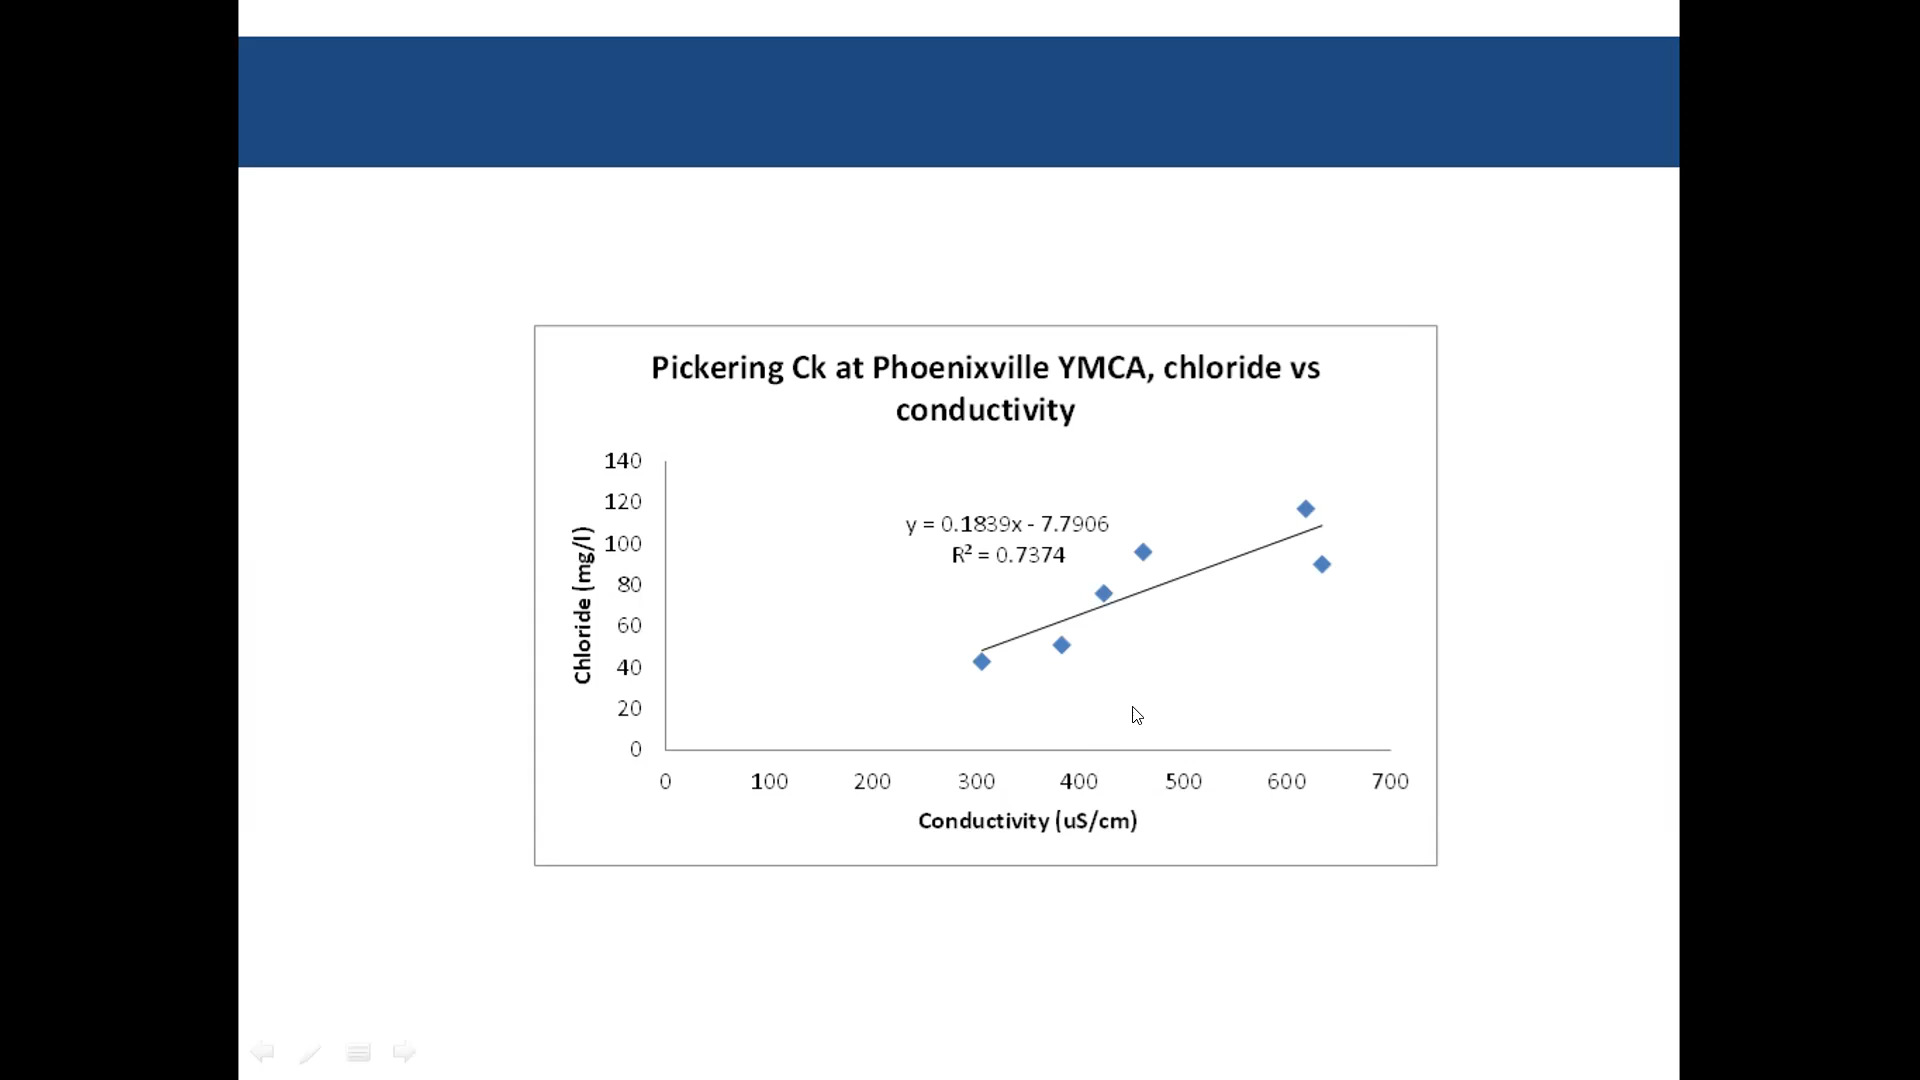 Pickering Ck at Phoenixville YMCA, chloride vs
conductivity
140
120
100
80
60
40
20
0
Chloride (mg/l)
y = 0.1839x - 7.7906
R² = 0.7374
0 100 200 300 400 500 600 700
Conductivity (uS/cm)